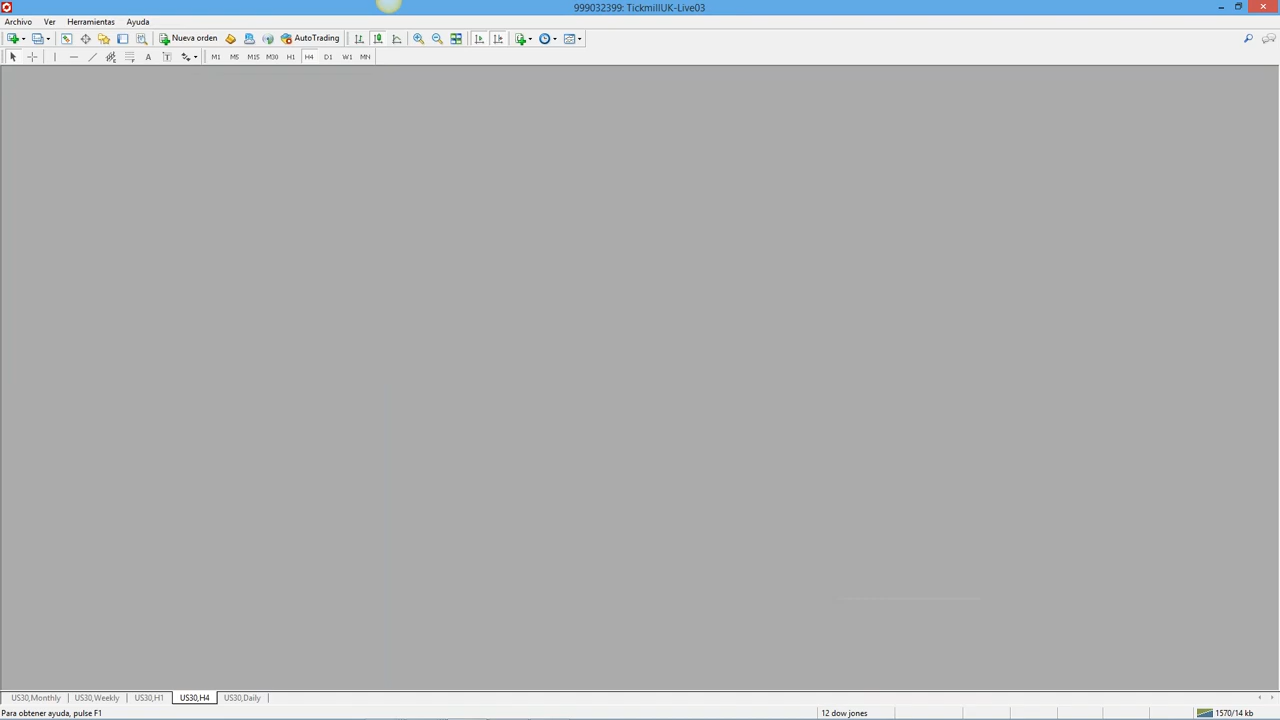 999032399: TickmillUK-Live03
Archivo Ver Herramientas Ayuda
Nueva orden AutoTrading
A T M1 M5 M15 M30 H1 H4 D1 W1 MN
US30,Monthly US30,Weekly US30,H1 US30,H4 US30,Daily
Para obtener ayuda, pulse F1 12 dow jones 1570/14 kb